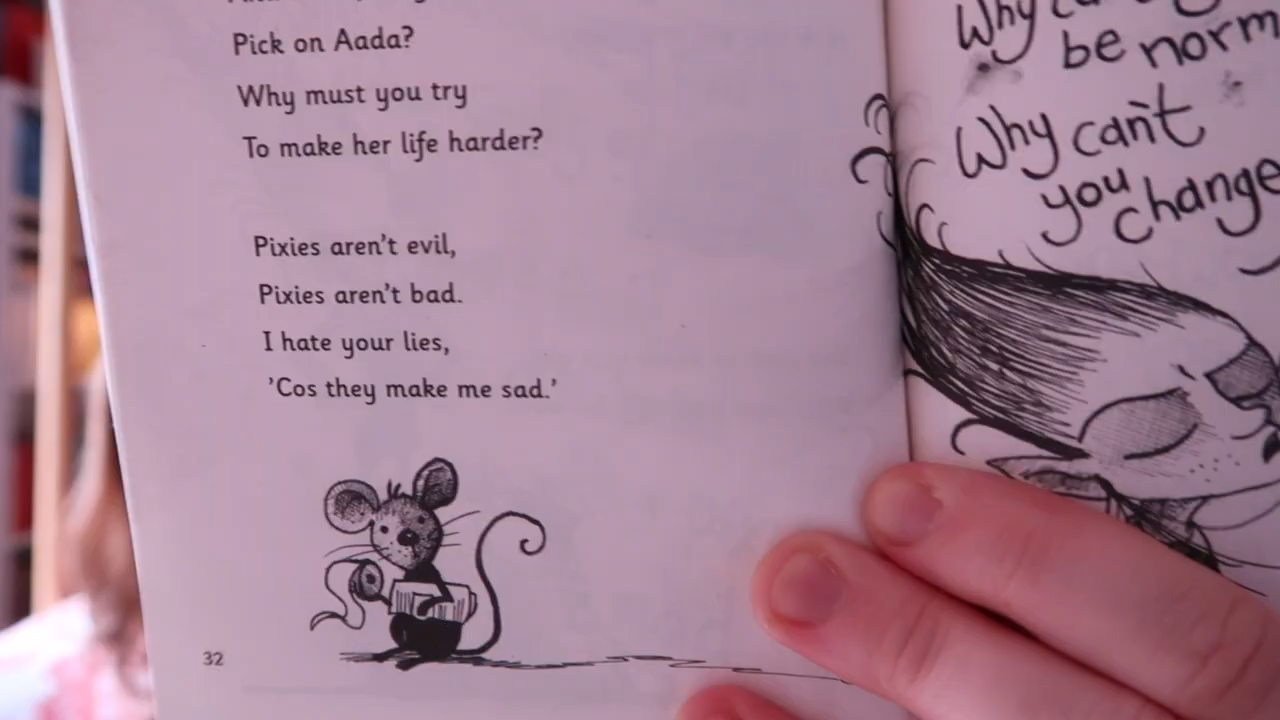 Pick on Aada?
Why must you try
To make her life harder?
Pixies aren't evil,
Pixies aren't bad.
I hate your lies,
'Cos they make me sad.'
32
Why
be norm
Why can't
you change